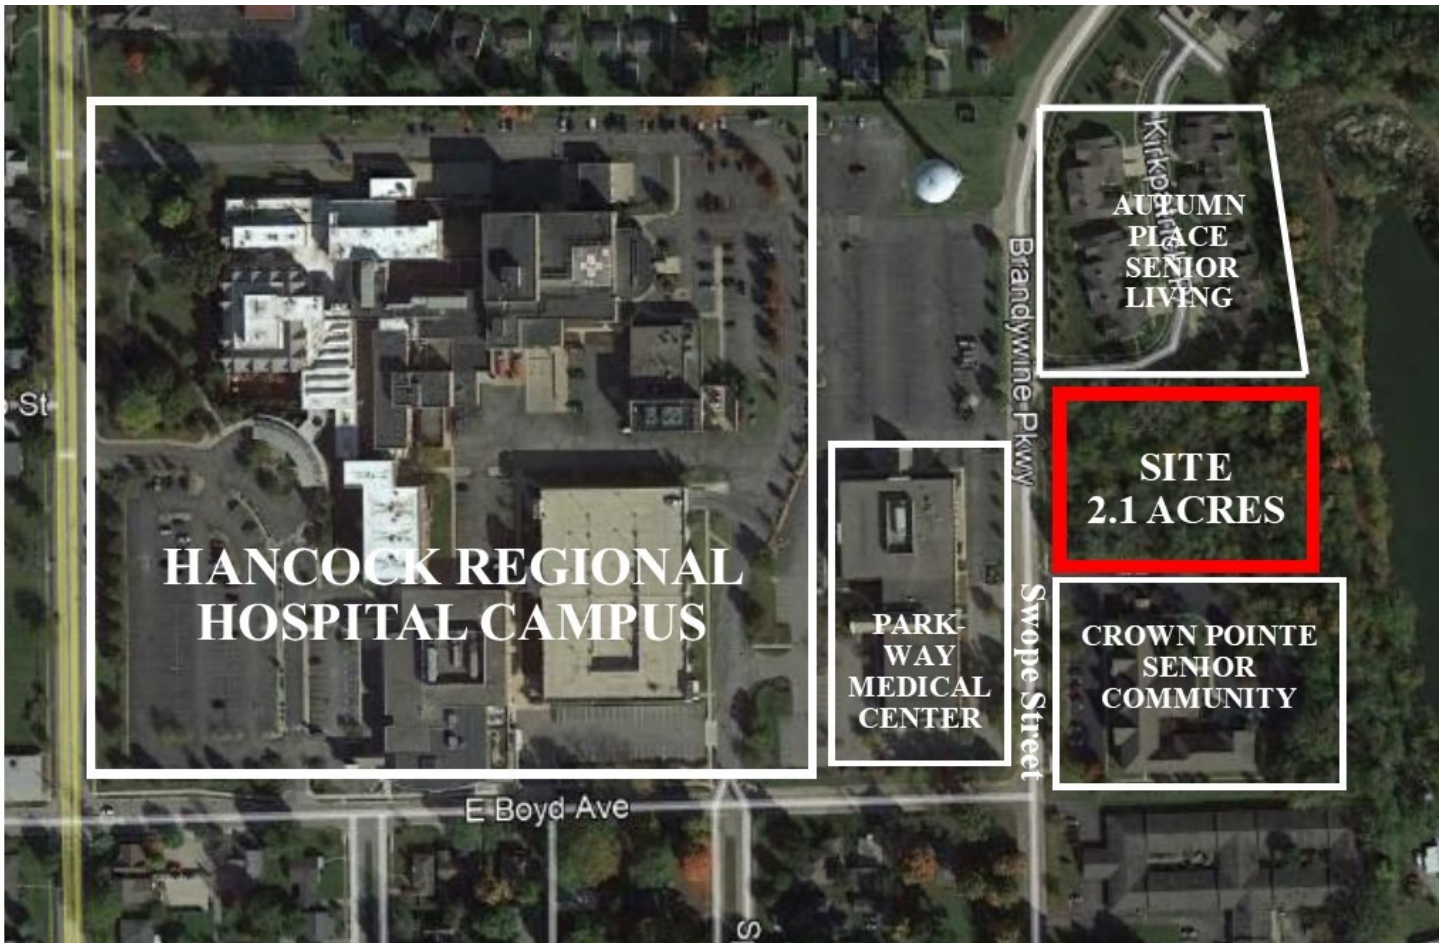 Kirkpatrick
AUTUMN
PLACE
SENIOR
LIVING
Brandywine Pkwy
St
SITE
2.1 ACRES
HANCOCK REGIONAL
HOSPITAL CAMPUS
PARK-
WAY
MEDICAL
CENTER
Swope Street
CROWN POINTE
SENIOR
COMMUNITY
E Boyd Ave